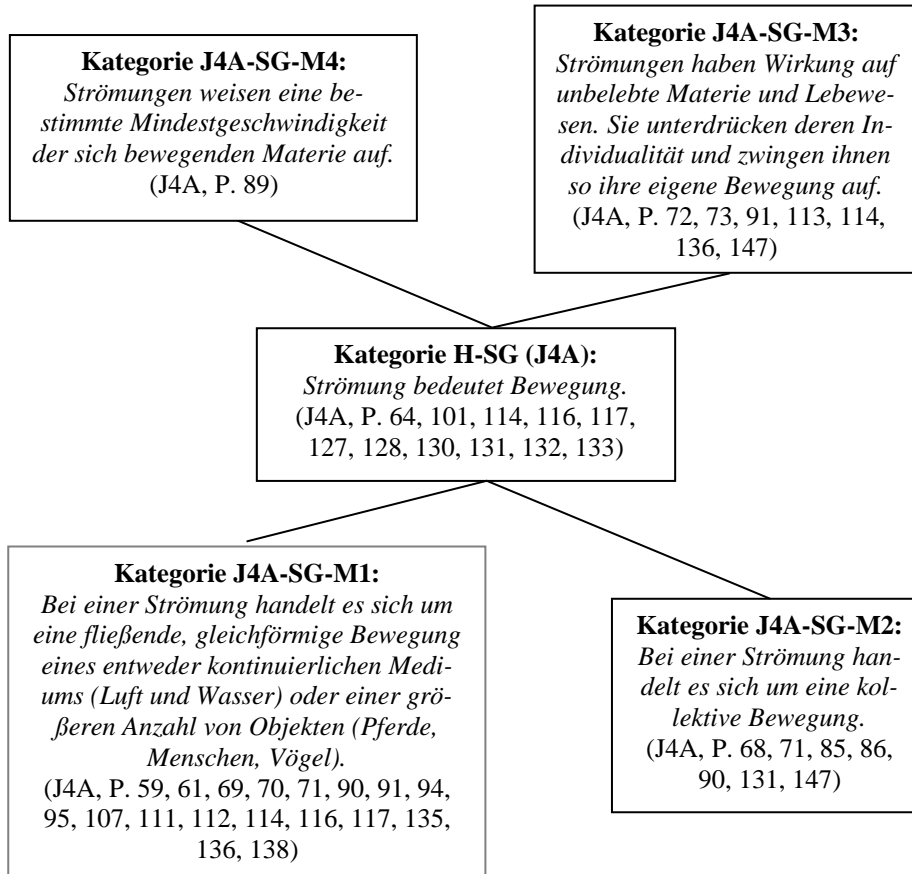 Kategorie J4A-SG-M4:
Strömungen weisen eine be-
stimmte Mindestgeschwindigkeit
der sich bewegenden Materie auf.
(J4A, P. 89)
Kategorie J4A-SG-M3:
Strömungen haben Wirkung auf
unbelebte Materie und Lebewe-
sen. Sie unterdrücken deren In-
dividualität und zwingen ihnen
so ihre eigene Bewegung auf.
(J4A, P. 72, 73, 91, 113, 114,
136, 147)
Kategorie H-SG (J4A):
Strömung bedeutet Bewegung.
(J4A, P. 64, 101, 114, 116, 117,
127, 128, 130, 131, 132, 133)
Kategorie J4A-SG-M1:
Bei einer Strömung handelt es sich um
eine fließende, gleichförmige Bewegung
eines entweder kontinuierlichen Medi-
ums (Luft und Wasser) oder einer grö-
ßeren Anzahl von Objekten (Pferde,
Menschen, Vögel).
(J4A, P. 59, 61, 69, 70, 71, 90, 91, 94,
95, 107, 111, 112, 114, 116, 117, 135,
136, 138)
Kategorie J4A-SG-M2:
Bei einer Strömung han-
delt es sich um eine kol-
lektive Bewegung.
(J4A, P. 68, 71, 85, 86,
90, 131, 147)